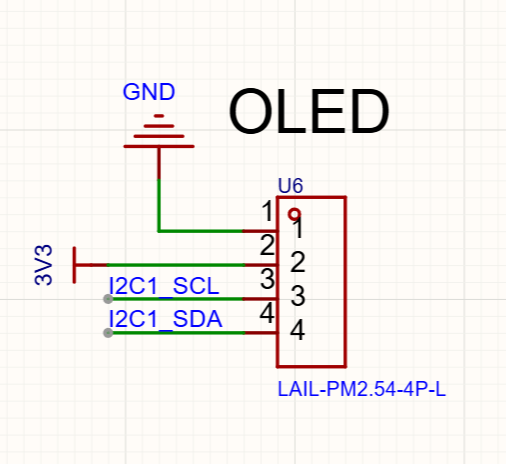 GND
OLED
U6
1
1
2
3V3
2
3
I2C1_SCL
3
4
I2C1_SDA
4
LAIL-PM2.54-4P-L